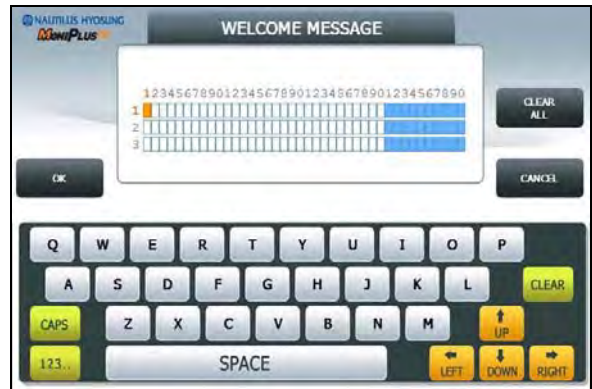 NAUTILUS HYOSUNG
MoniPlus
WELCOME MESSAGE
1234567890123456789012345678901234567890
1
2
3
CLEAR ALL
OK
CANCEL
Q W E R T Y U I O P
A S D F G H J K L CLEAR
CAPS Z X C V B N M UP
123.. SPACE LEFT DOWN RIGHT